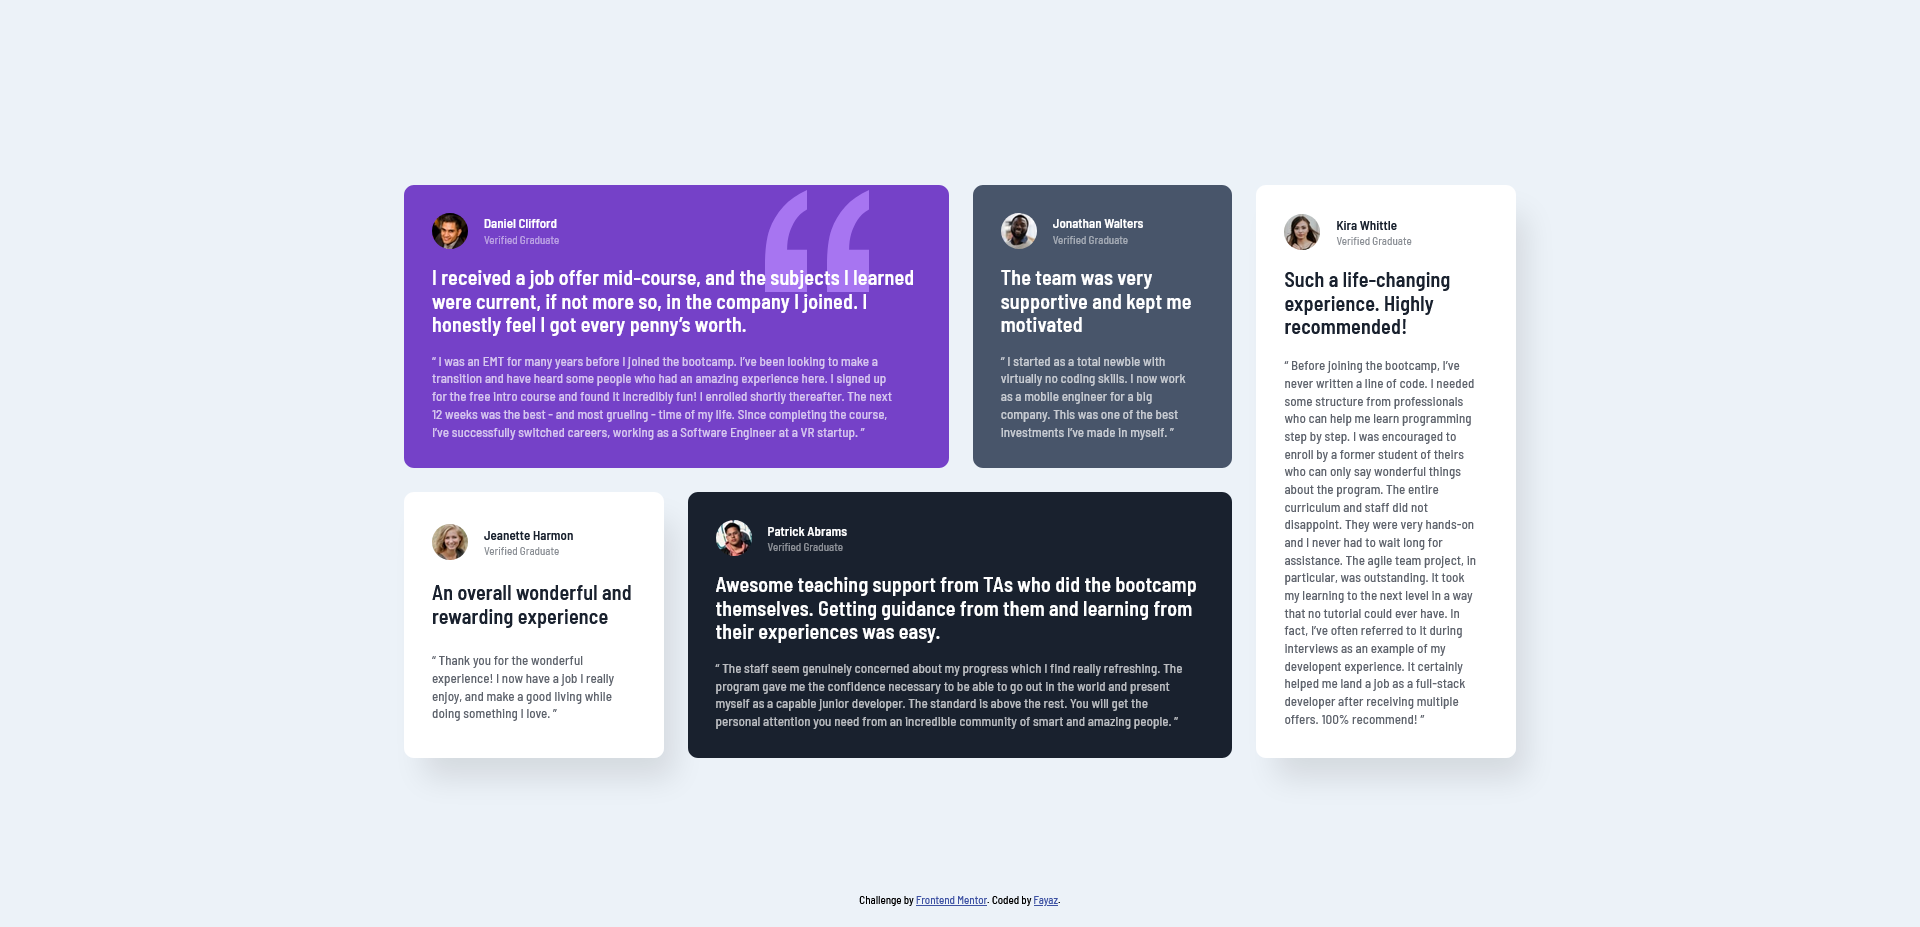 Daniel Clifford
Verified Graduate
I received a job offer mid-course, and the subjects I learned
were current, if not more so, in the company I joined. I
honestly feel I got every penny’s worth.
“ I was an EMT for many years before I joined the bootcamp. I’ve been looking to make a
transition and have heard some people who had an amazing experience here. I signed up
for the free intro course and found it incredibly fun! I enrolled shortly thereafter. The next
12 weeks was the best - and most grueling - time of my life. Since completing the course,
I’ve successfully switched careers, working as a Software Engineer at a VR startup. ”
Jonathan Walters
Verified Graduate
The team was very
supportive and kept me
motivated
“ I started as a total newbie with
virtually no coding skills. I now work
as a mobile engineer for a big
company. This was one of the best
investments I’ve made in myself. ”
Kira Whittle
Verified Graduate
Such a life-changing
experience. Highly
recommended!
“ Before joining the bootcamp, I’ve
never written a line of code. I needed
some structure from professionals
who can help me learn programming
step by step. I was encouraged to
enroll by a former student of theirs
who can only say wonderful things
about the program. The entire
curriculum and staff did not
disappoint. They were very hands-on
and I never had to wait long for
assistance. The agile team project, in
particular, was outstanding. It took
my learning to the next level in a way
that no tutorial could ever have. In
fact, I’ve often referred to it during
interviews as an example of my
developent experience. It certainly
helped me land a job as a full-stack
developer after receiving multiple
offers. 100% recommend! ”
Jeanette Harmon
Verified Graduate
An overall wonderful and
rewarding experience
“ Thank you for the wonderful
experience! I now have a job I really
enjoy, and make a good living while
doing something I love. ”
Patrick Abrams
Verified Graduate
Awesome teaching support from TAs who did the bootcamp
themselves. Getting guidance from them and learning from
their experiences was easy.
“ The staff seem genuinely concerned about my progress which I find really refreshing. The
program gave me the confidence necessary to be able to go out in the world and present
myself as a capable junior developer. The standard is above the rest. You will get the
personal attention you need from an incredible community of smart and amazing people. ”
Challenge by Frontend Mentor. Coded by Fayaz.